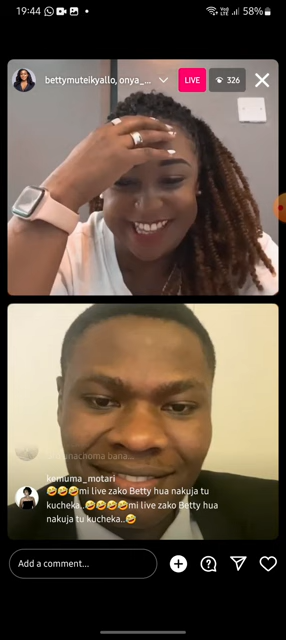 19:44
58%
bettymuteikyallo, onya_...
LIVE
326
kemuma_motari
🤣🤣🤣mi live zako Betty hua nakuja tu
kucheka..🤣🤣🤣🤣mi live zako Betty hua
nakuja tu kucheka..🤣
Add a comment...